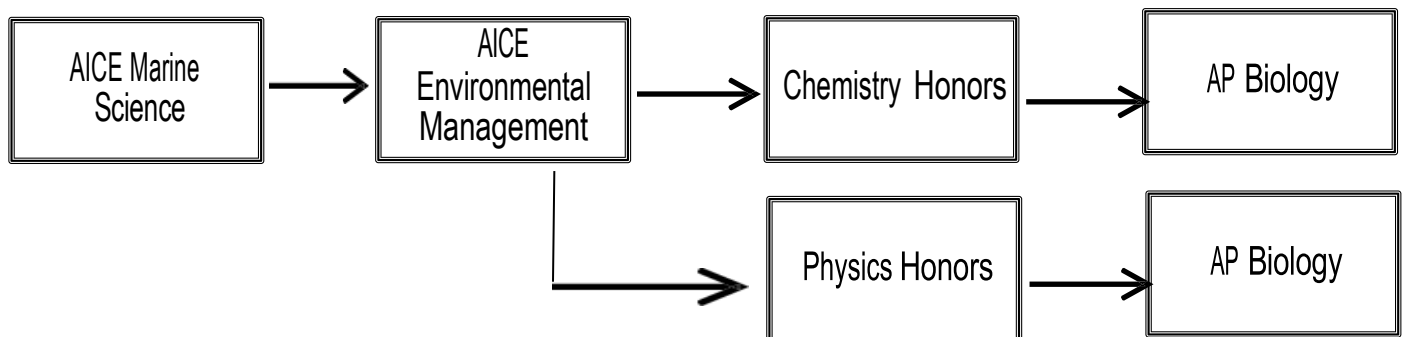 AICE Marine
Science
AICE
Environmental
Management
Chemistry Honors
AP Biology
Physics Honors
AP Biology